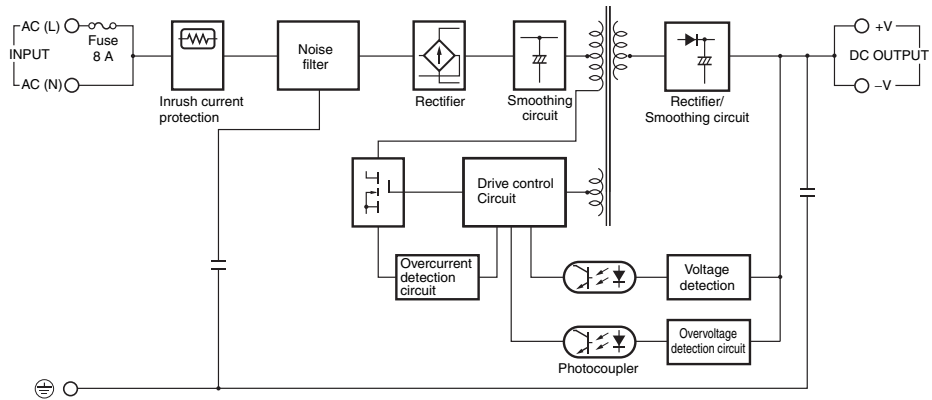 AC (L)
Fuse
8 A
INPUT
AC (N)
Inrush current
protection
Noise
filter
Rectifier
Smoothing
circuit
Rectifier/
Smoothing circuit
+V
DC OUTPUT
−V
Drive control
Circuit
Overcurrent
detection
circuit
Voltage
detection
Overvoltage
detection circuit
Photocoupler